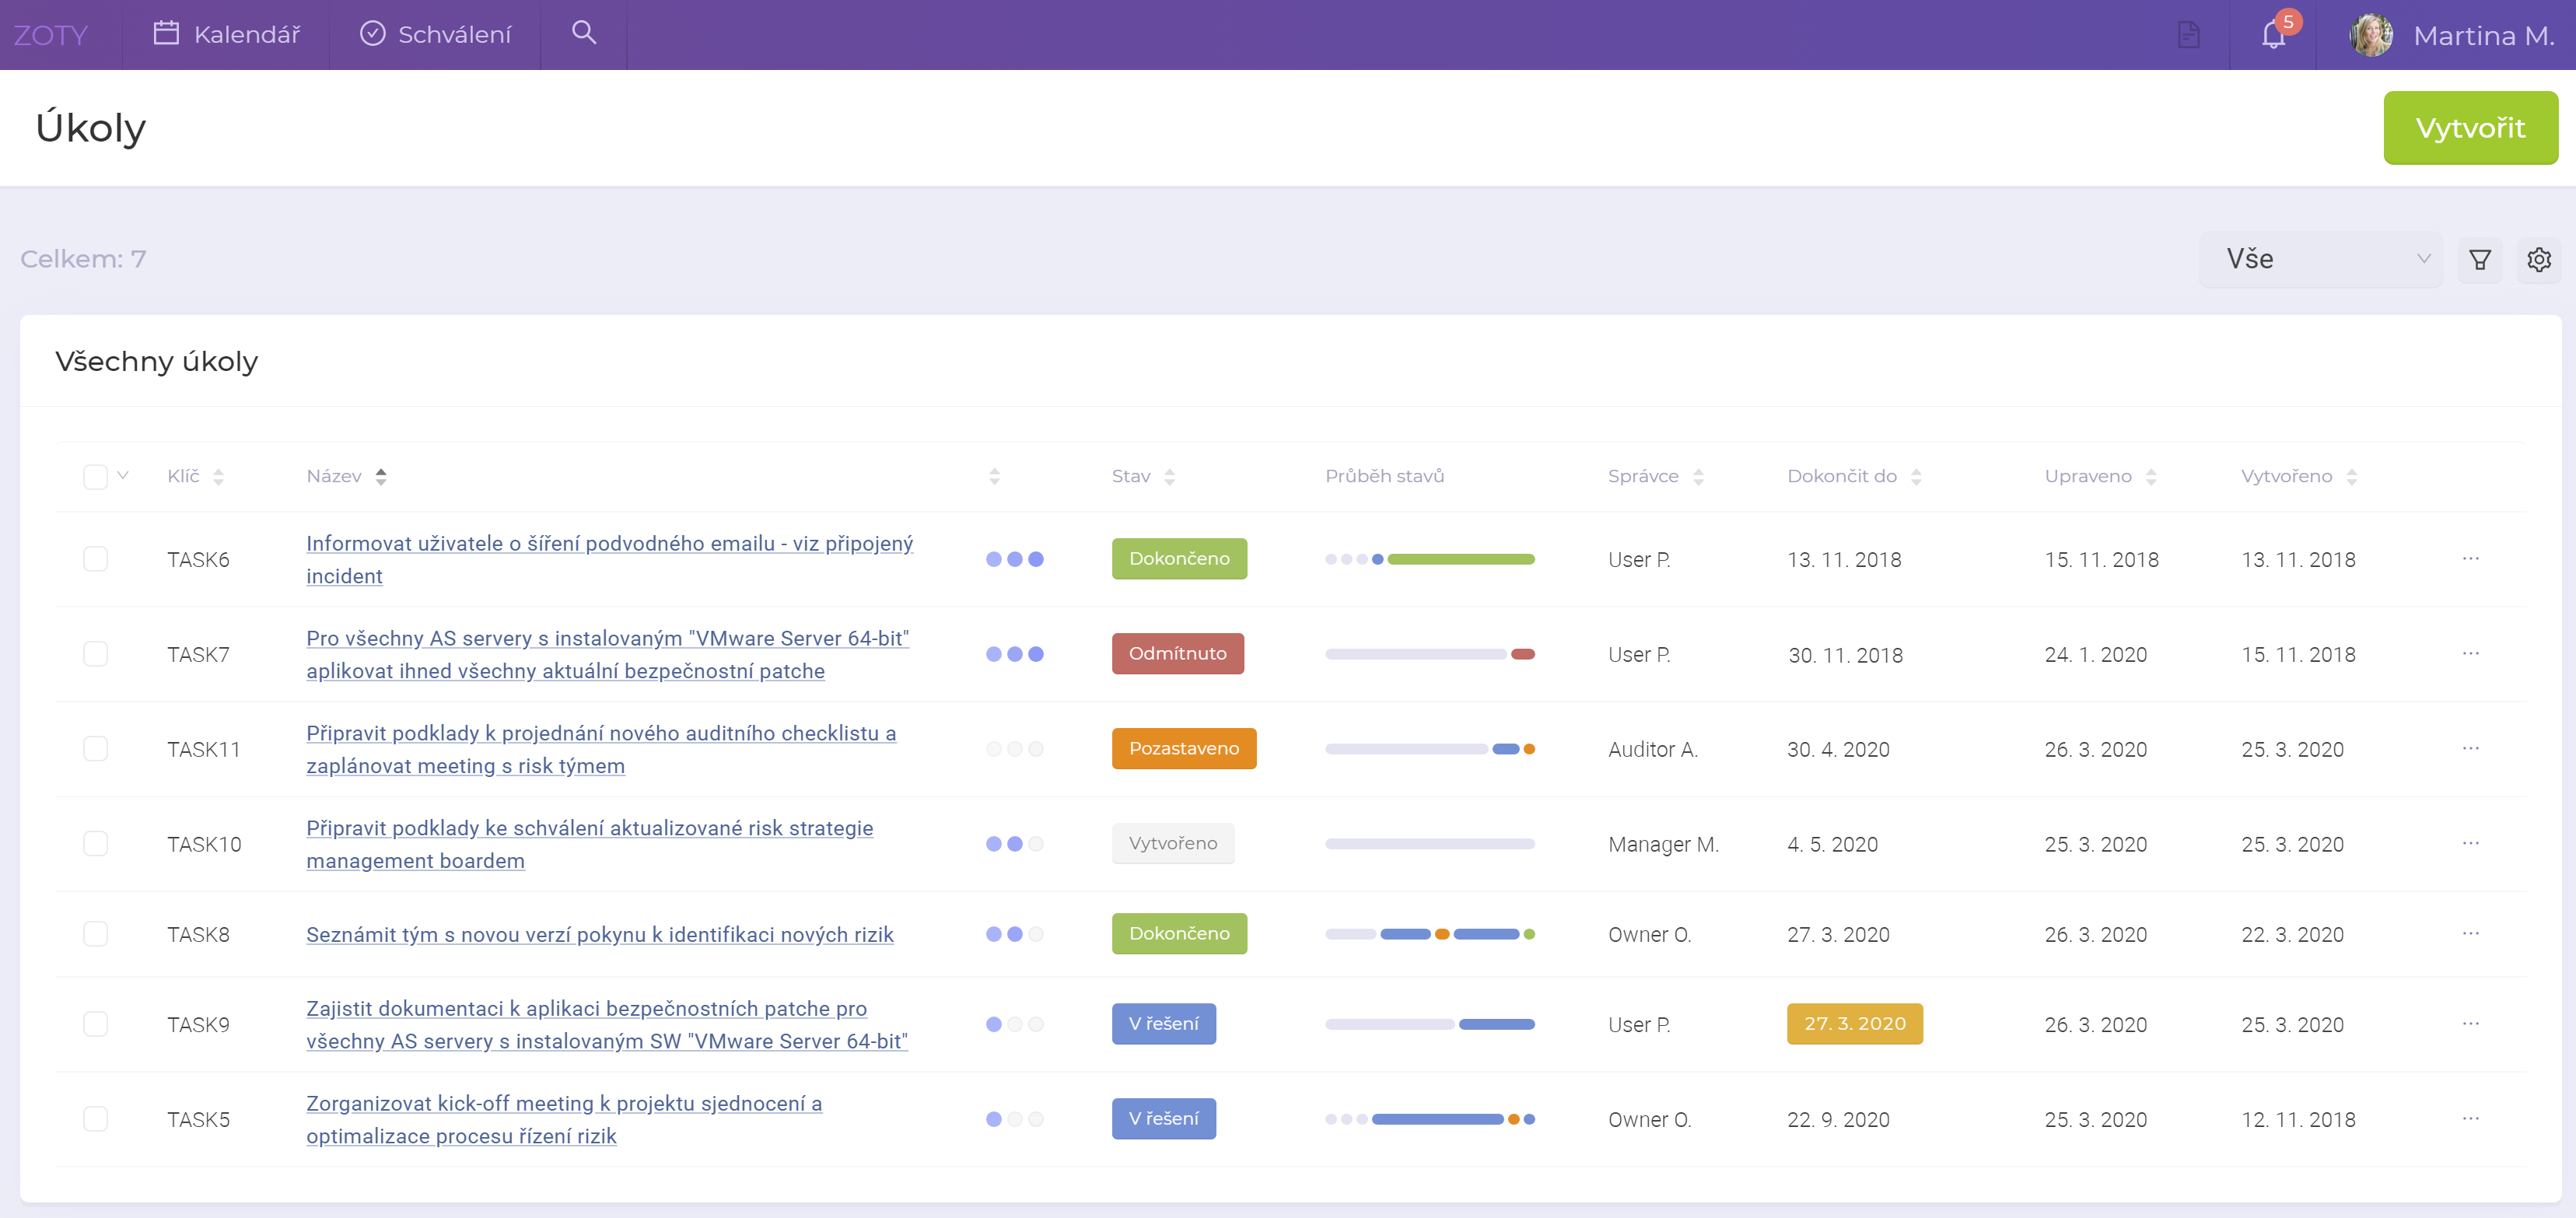 ZOTY Kalendář Schválení 5 Martina M.
Úkoly Vytvořit
Celkem: 7 Vše
Všechny úkoly
Klíč Název Stav Průběh stavů Správce Dokončit do Upraveno Vytvořeno
TASK6 Informovat uživatele o šíření podvodného emailu - viz připojený
incident Dokončeno User P. 13. 11. 2018 15. 11. 2018 13. 11. 2018 ...
TASK7 Pro všechny AS servery s instalovaným "VMware Server 64-bit"
aplikovat ihned všechny aktuální bezpečnostní patche Odmítnuto User P. 30. 11. 2018 24. 1. 2020 15. 11. 2018 ...
TASK11 Připravit podklady k projednání nového auditního checklistu a
zaplánovat meeting s risk týmem Pozastaveno Auditor A. 30. 4. 2020 26. 3. 2020 25. 3. 2020 ...
TASK10 Připravit podklady ke schválení aktualizované risk strategie
management boardem Vytvořeno Manager M. 4. 5. 2020 25. 3. 2020 25. 3. 2020 ...
TASK8 Seznámit tým s novou verzí pokynu k identifikaci nových rizik Dokončeno Owner O. 27. 3. 2020 26. 3. 2020 22. 3. 2020 ...
TASK9 Zajistit dokumentaci k aplikaci bezpečnostních patche pro
všechny AS servery s instalovaným SW "VMware Server 64-bit" V řešení User P. 27. 3. 2020 26. 3. 2020 25. 3. 2020 ...
TASK5 Zorganizovat kick-off meeting k projektu sjednocení a
optimalizace procesu řízení rizik V řešení Owner O. 22. 9. 2020 25. 3. 2020 12. 11. 2018 ...